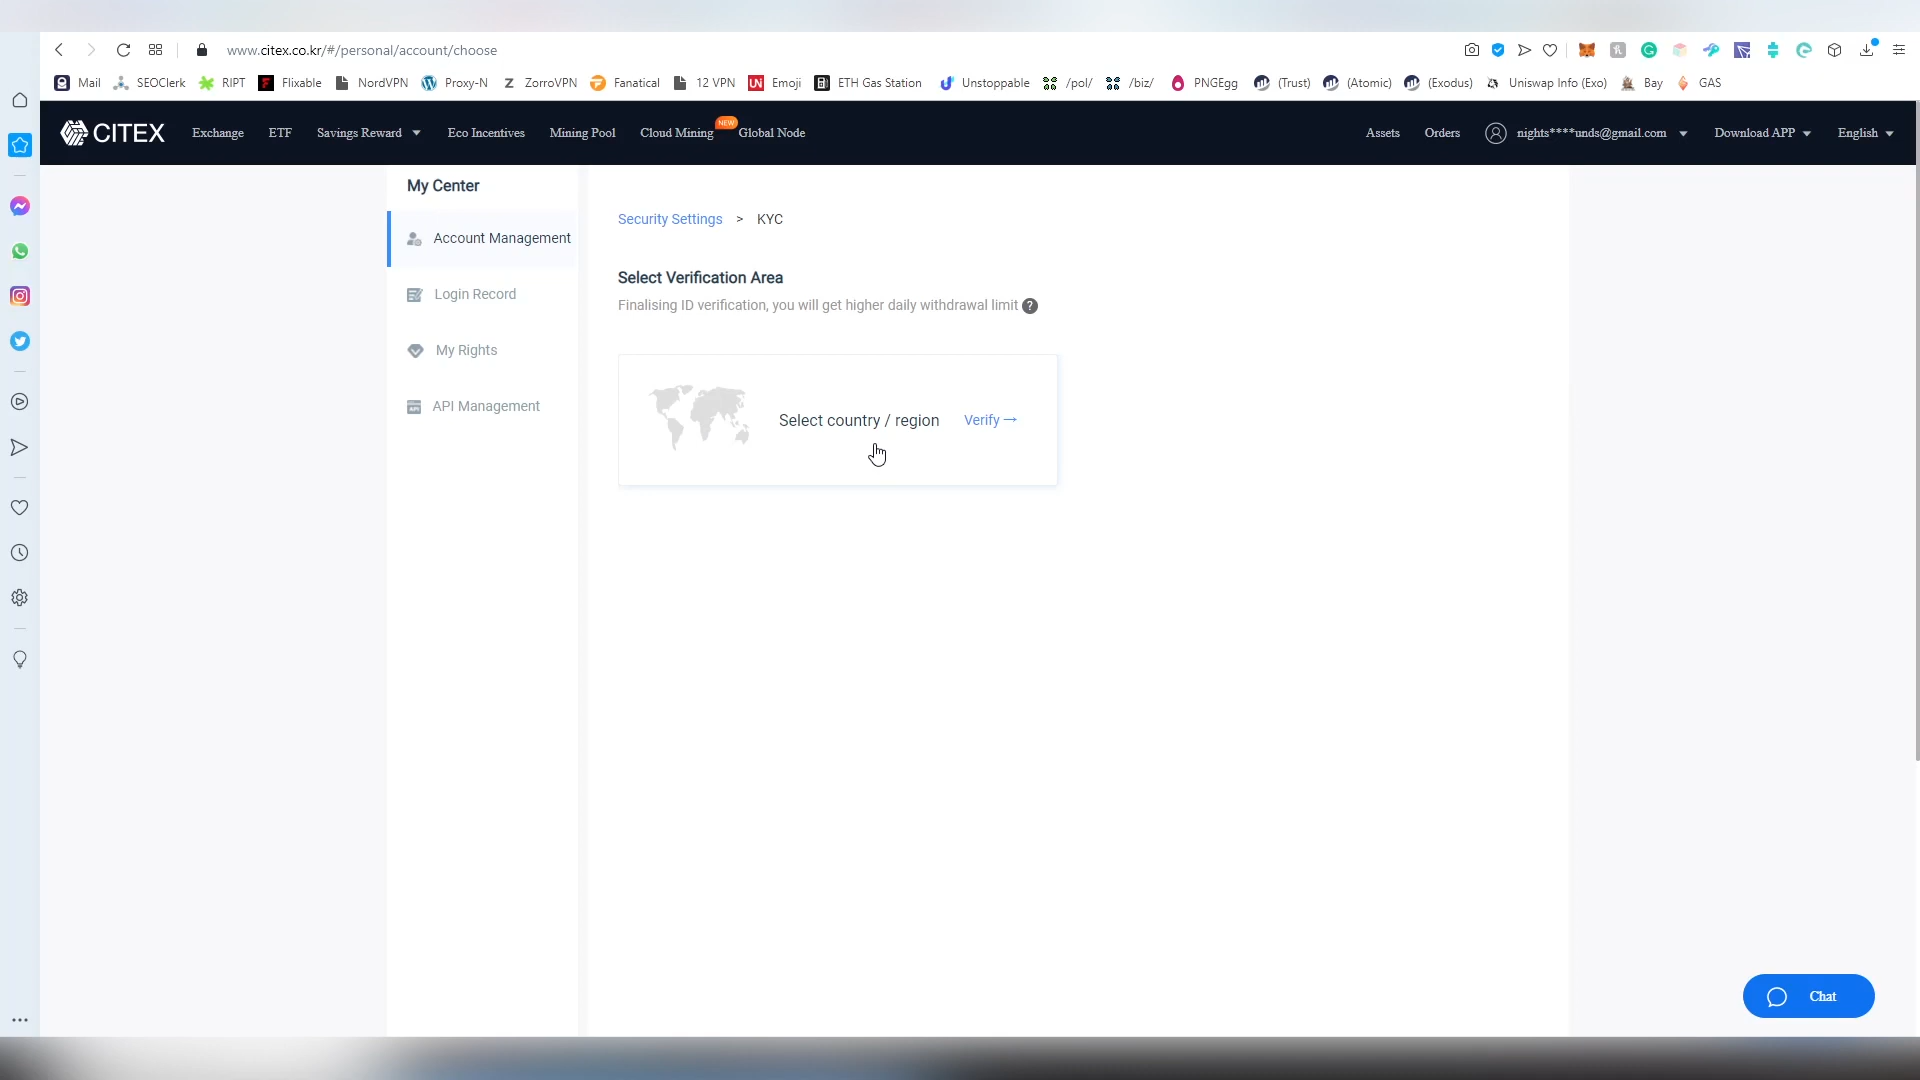 www.citex.co.kr/#/personal/account/choose
Mail SEOClerk RIPT Flixable NordVPN Proxy-N ZorroVPN Fanatical 12 VPN Emoji ETH Gas Station Unstoppable /pol/ /biz/ PNGEgg (Trust) (Atomic) (Exodus) Uniswap Info (Exo) Bay GAS
CITEX Exchange ETF Savings Reward Eco Incentives Mining Pool Cloud Mining NEW Global Node Assets Orders nights****unds@gmail.com Download APP English
My Center
Account Management
Login Record
My Rights
API Management
Security Settings > KYC
Select Verification Area
Finalising ID verification, you will get higher daily withdrawal limit ?
Select country / region Verify →
Chat